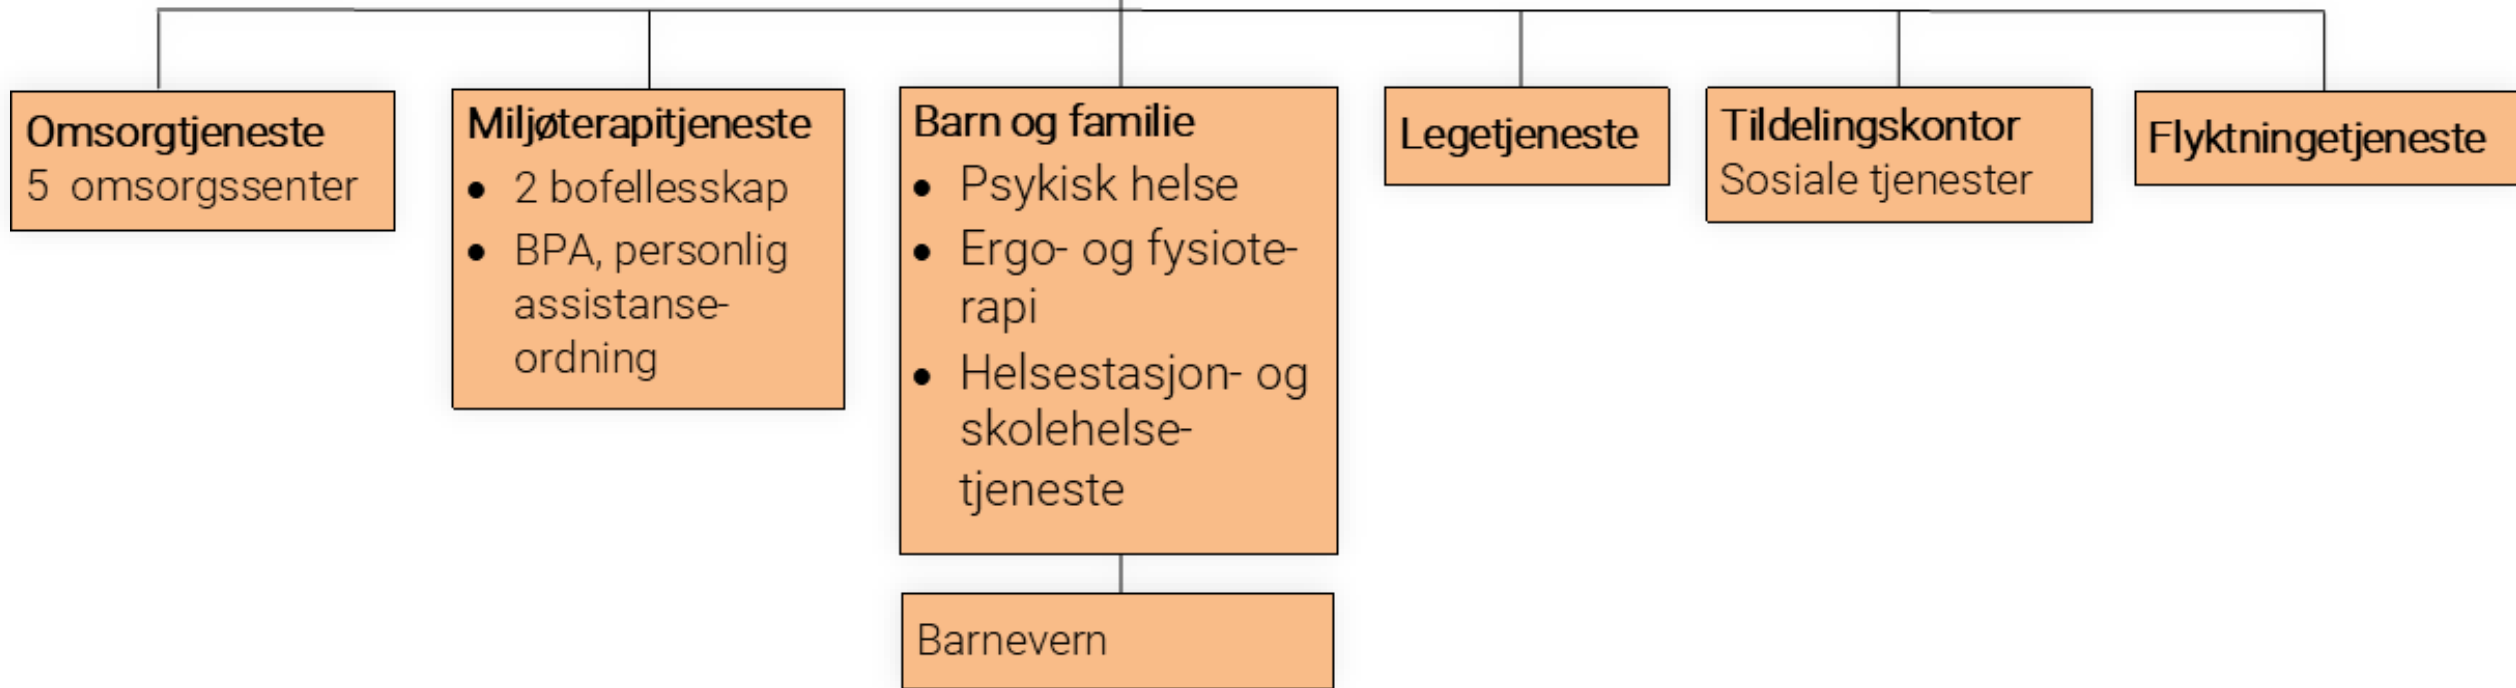 Omsorgtjeneste
5 omsorgssenter
Miljøterapitjeneste
• 2 bofellesskap
• BPA, personlig
assistanse-
ordning
Barn og familie
• Psykisk helse
• Ergo- og fysiote-
rapi
• Helsestasjon- og
skolehelse-
tjeneste
Legetjeneste
Tildelingskontor
Sosiale tjenester
Flyktningetjeneste
Barnevern